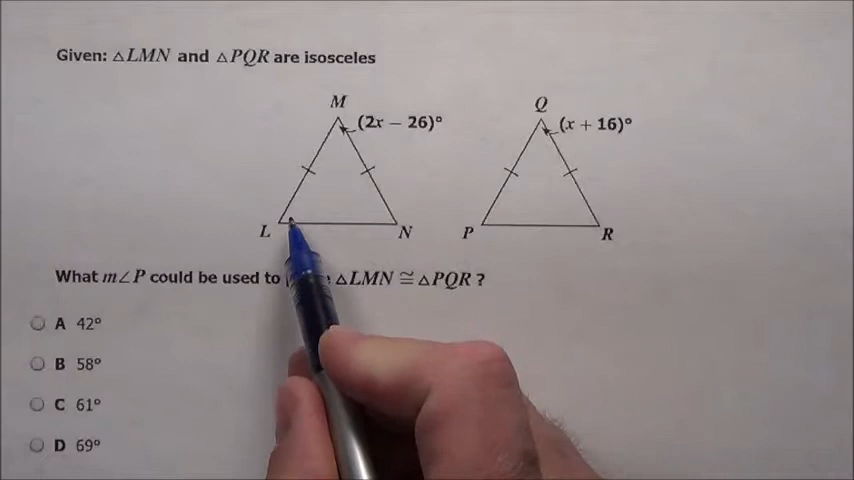 Given: △LMN and △PQR are isosceles
M Q
(2x − 26)° (x + 16)°
L N P R
What m∠P could be used to △LMN ≅ △PQR ?
A 42°
B 58°
C 61°
D 69°